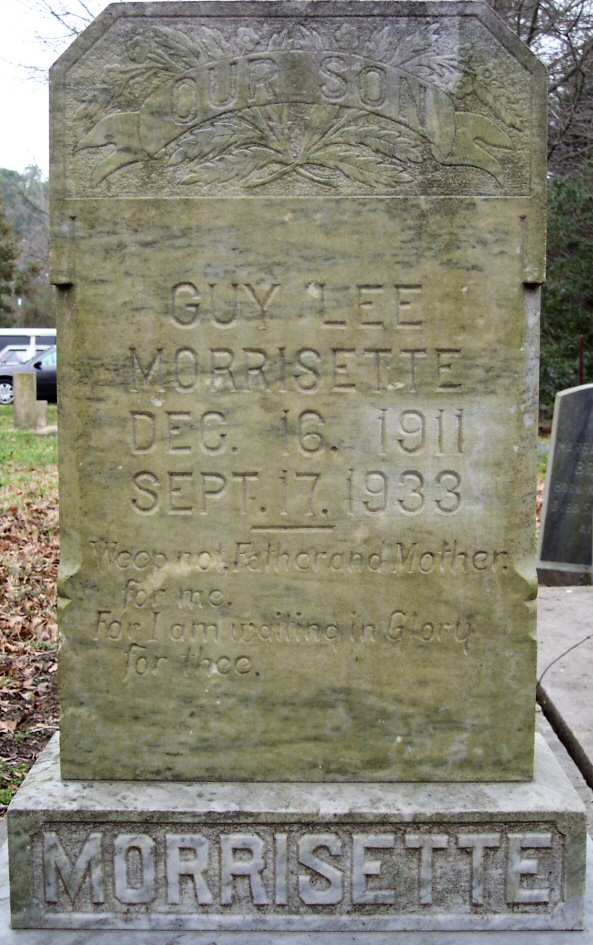 OUR SON
GUY LEE
MORRISETTE
DEC. 16. 1911
SEPT. 17. 1933
Weep not, Father and Mother.
for me.
For I am waiting in Glory
for thee.
MORRISETTE